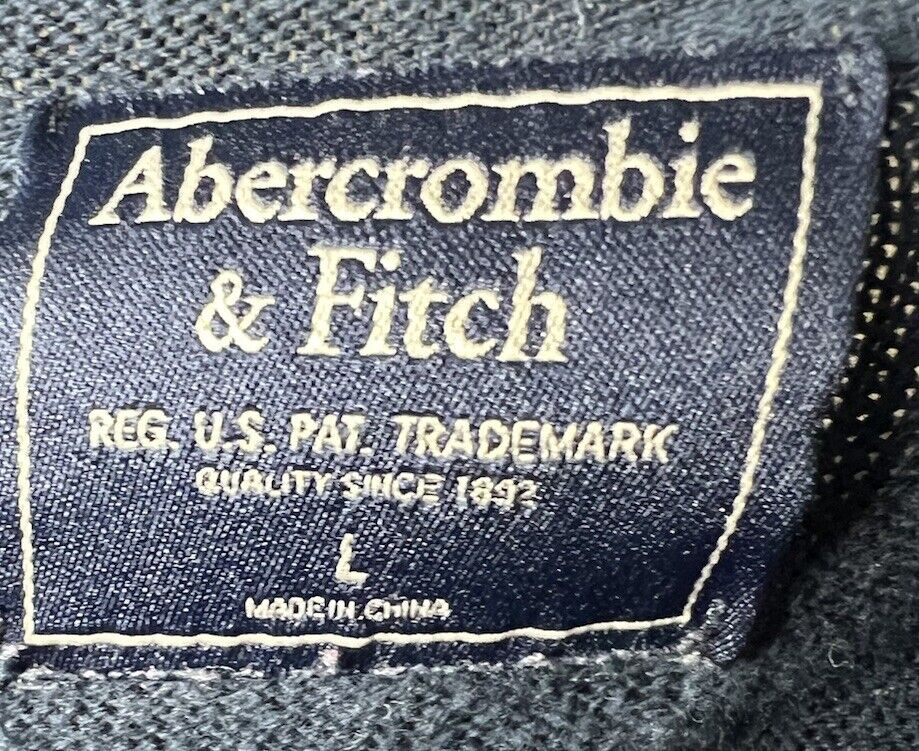 Abercrombie
& Fitch
REG. U.S. PAT. TRADEMARK
QUALITY SINCE 1892
L
MADE IN CHINA